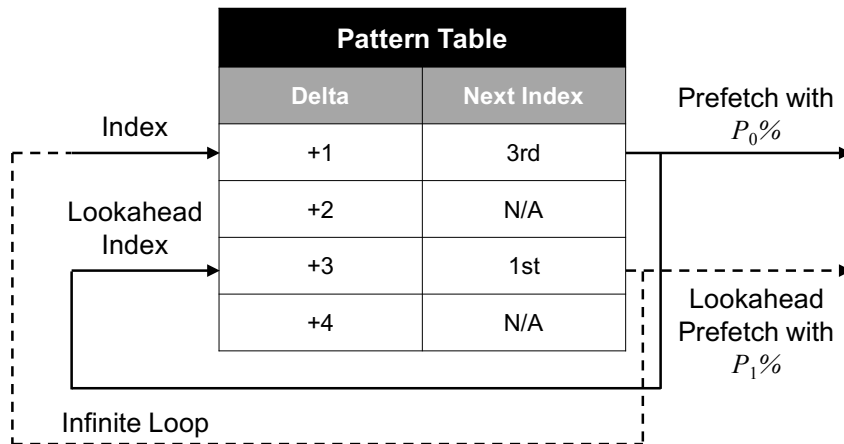 Pattern Table
Delta Next Index
Prefetch with
P₀%
Index
+1 3rd
Lookahead
Index
+2 N/A
+3 1st
+4 N/A
Lookahead
Prefetch with
P₁%
Infinite Loop